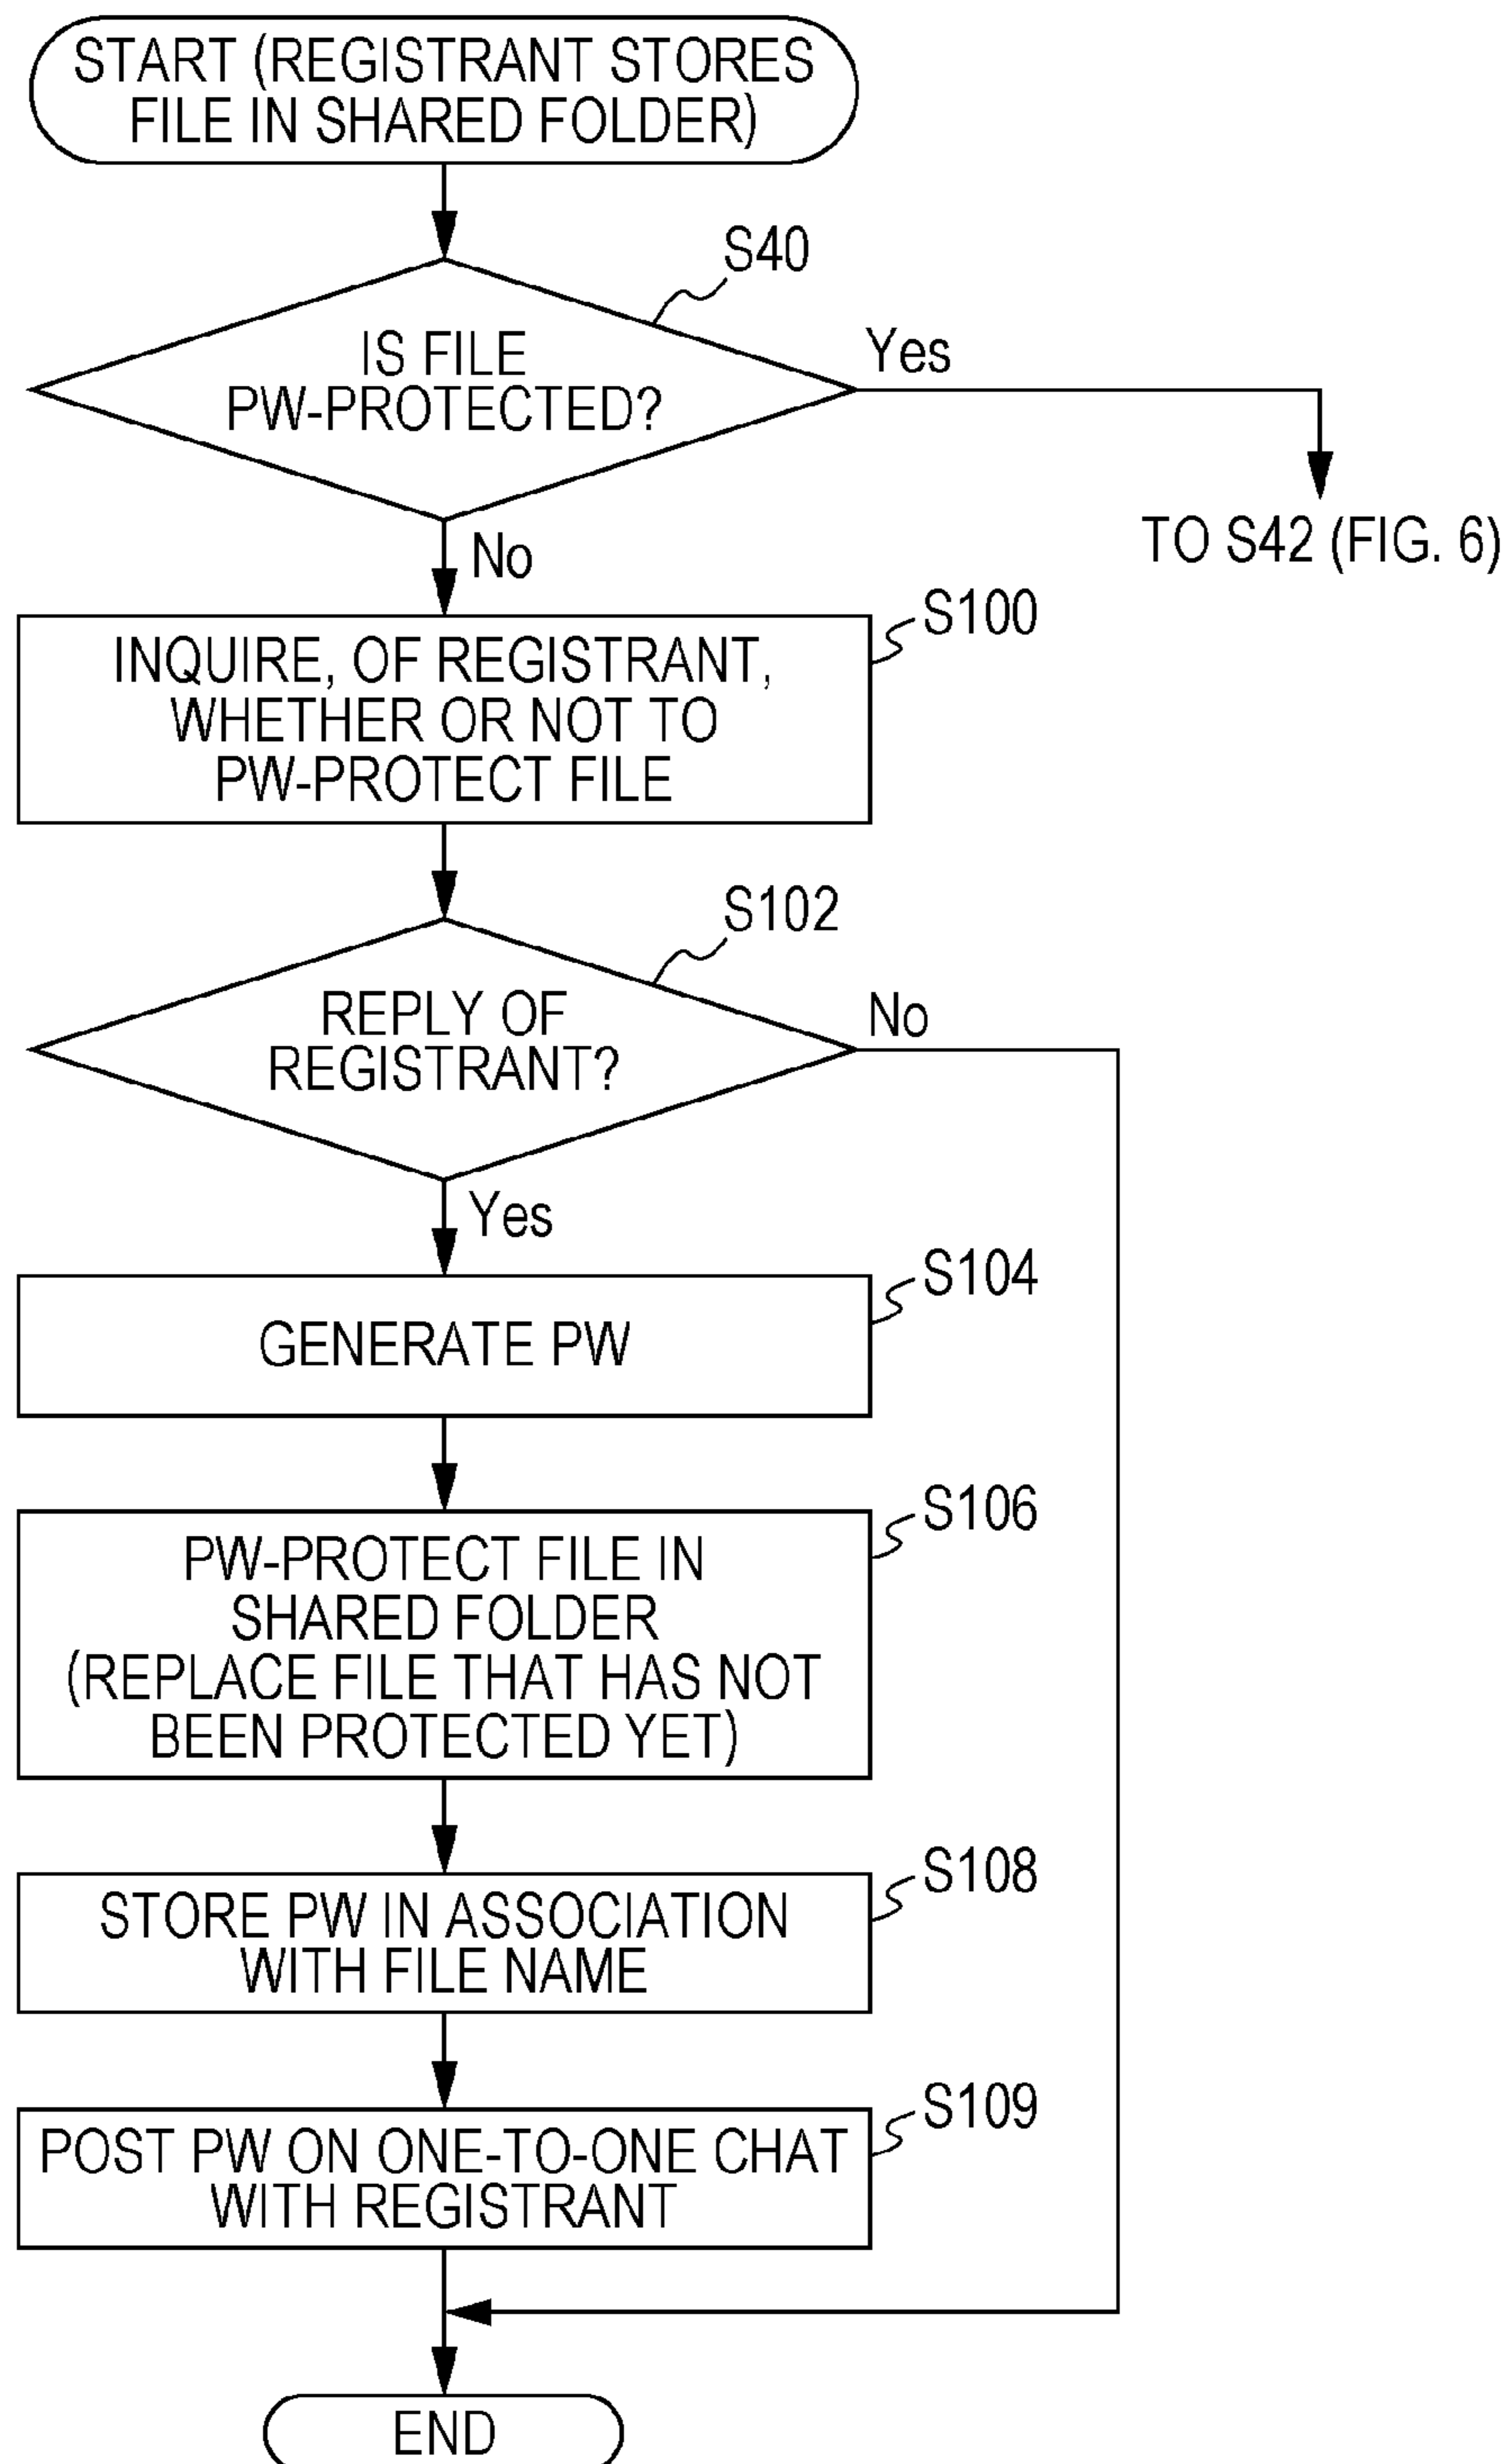 START (REGISTRANT STORES
FILE IN SHARED FOLDER)
S40
IS FILE
PW-PROTECTED?
Yes
TO S42 (FIG. 6)
No
S100
INQUIRE, OF REGISTRANT,
WHETHER OR NOT TO
PW-PROTECT FILE
S102
REPLY OF
REGISTRANT?
No
Yes
S104
GENERATE PW
S106
PW-PROTECT FILE IN
SHARED FOLDER
(REPLACE FILE THAT HAS NOT
BEEN PROTECTED YET)
S108
STORE PW IN ASSOCIATION
WITH FILE NAME
S109
POST PW ON ONE-TO-ONE CHAT
WITH REGISTRANT
END